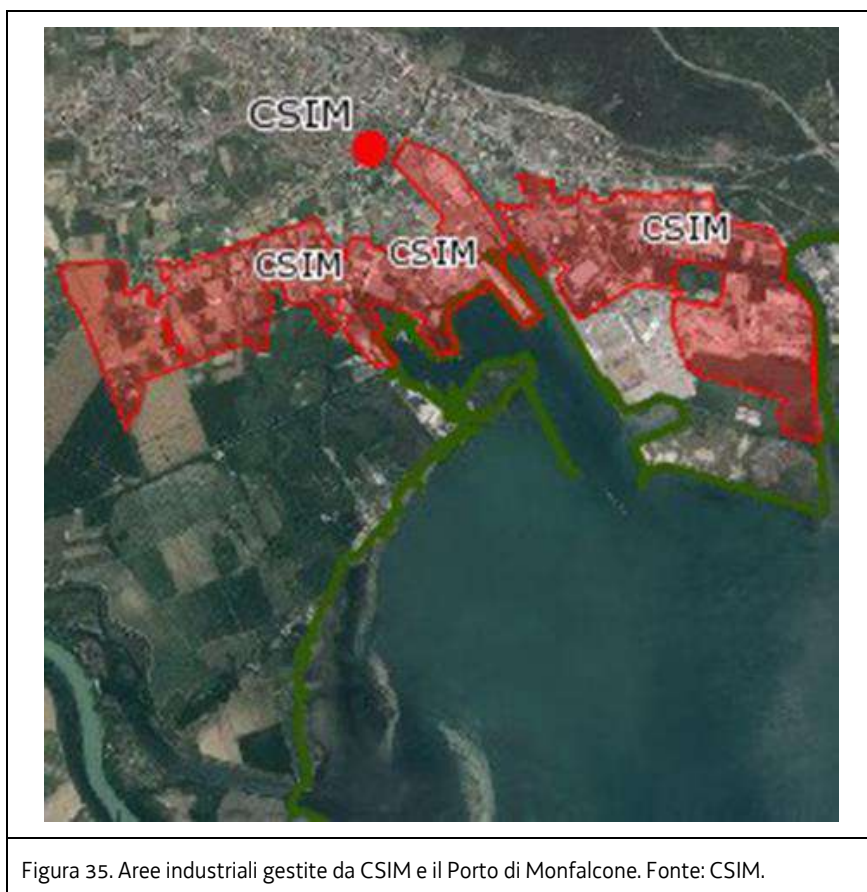 CSIM
CSIM
CSIM
CSIM
Figura 35. Aree industriali gestite da CSIM e il Porto di Monfalcone. Fonte: CSIM.